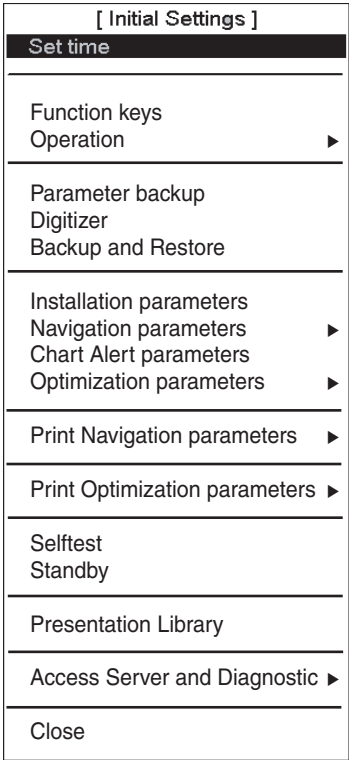 [ Initial Settings ]
Set time
Function keys
Operation ▶
Parameter backup
Digitizer
Backup and Restore
Installation parameters
Navigation parameters ▶
Chart Alert parameters
Optimization parameters ▶
Print Navigation parameters ▶
Print Optimization parameters ▶
Selftest
Standby
Presentation Library
Access Server and Diagnostic ▶
Close